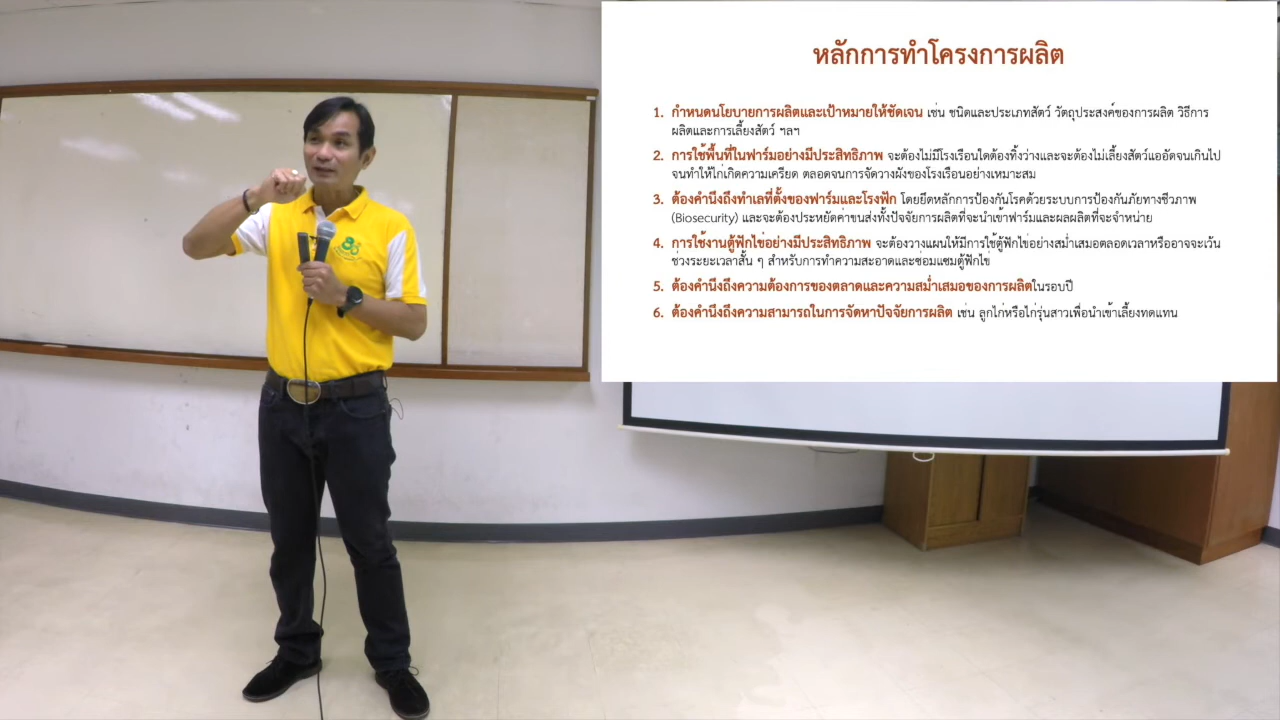 หลักการทำโครงการผลิต
1. กำหนดนโยบายการผลิตและเป้าหมายให้ชัดเจน เช่น ชนิดและประเภทสัตว์ วัตถุประสงค์ของการผลิต วิธีการ
ผลิตและการเลี้ยงสัตว์ ฯลฯ
2. การใช้พื้นที่ในฟาร์มอย่างมีประสิทธิภาพ จะต้องไม่มีโรงเรือนใดต้องทิ้งว่างและจะต้องไม่เลี้ยงสัตว์แออัดจนเกินไป
จนทำให้ไก่เกิดความเครียด ตลอดจนการจัดวางผังของโรงเรือนอย่างเหมาะสม
3. ต้องคำนึงถึงทำเลที่ตั้งของฟาร์มและโรงฟัก โดยยึดหลักการป้องกันโรคด้วยระบบการป้องกันภัยทางชีวภาพ
(Biosecurity) และจะต้องประหยัดค่าขนส่งทั้งปัจจัยการผลิตที่จะนำเข้าฟาร์มและผลผลิตที่จะจำหน่าย
4. การใช้งานตู้ฟักไข่อย่างมีประสิทธิภาพ จะต้องวางแผนให้มีการใช้ตู้ฟักไข่อย่างสม่ำเสมอตลอดเวลาหรืออาจจะเว้น
ช่วงระยะเวลาสั้น ๆ สำหรับการทำความสะอาดและซ่อมแซมตู้ฟักไข่
5. ต้องคำนึงถึงความต้องการของตลาดและความสม่ำเสมอของการผลิตในรอบปี
6. ต้องคำนึงถึงความสามารถในการจัดหาปัจจัยการผลิต เช่น ลูกไก่หรือไก่รุ่นสาวเพื่อนำเข้าเลี้ยงทดแทน